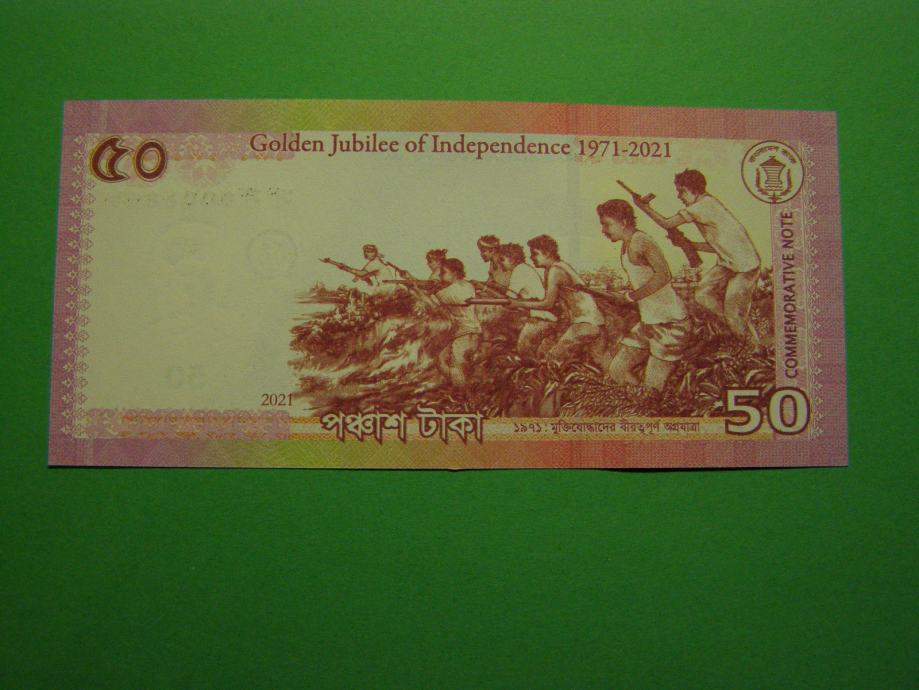 Golden Jubilee of Independence 1971-2021
৫০
বাংলাদেশ ব্যাংক
COMMEMORATIVE NOTE
2021
50
পঞ্চাশ টাকা
১৯৭১: মুক্তিযোদ্ধাদের বীরত্বপূর্ণ অগ্রযাত্রা